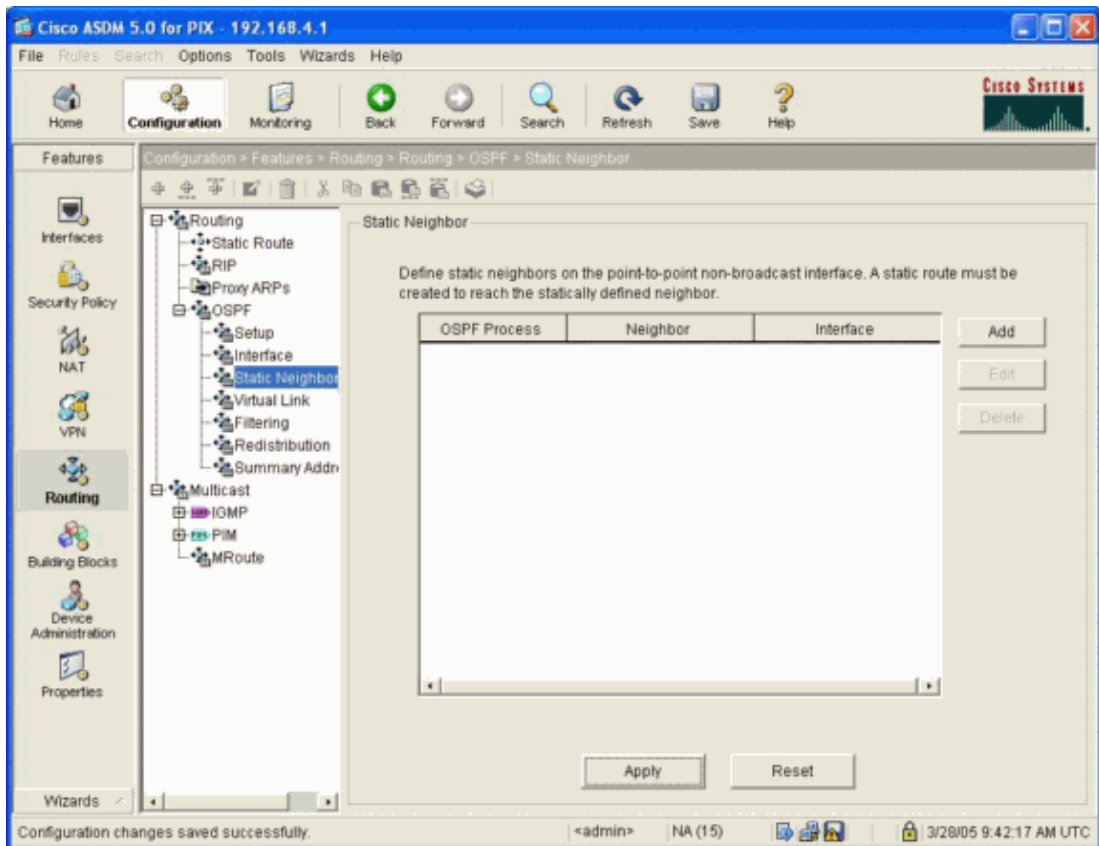 Cisco ASDM 5.0 for PIX - 192.168.4.1
File Rules Search Options Tools Wizards Help
Home Configuration Monitoring Back Forward Search Refresh Save Help
CISCO SYSTEMS
Features
Configuration > Features > Routing > Routing > OSPF > Static Neighbor
Interfaces
Security Policy
NAT
VPN
Routing
Building Blocks
Device
Administration
Properties
Wizards
Routing
Static Route
RIP
Proxy ARPs
OSPF
Setup
Interface
Static Neighbor
Virtual Link
Filtering
Redistribution
Summary Addr
Multicast
IGMP
PIM
MRoute
Static Neighbor
Define static neighbors on the point-to-point non-broadcast interface. A static route must be
created to reach the statically defined neighbor.
OSPF Process Neighbor Interface
Add
Edit
Delete
Apply Reset
Configuration changes saved successfully. <admin> NA (15) 3/28/05 9:42:17 AM UTC